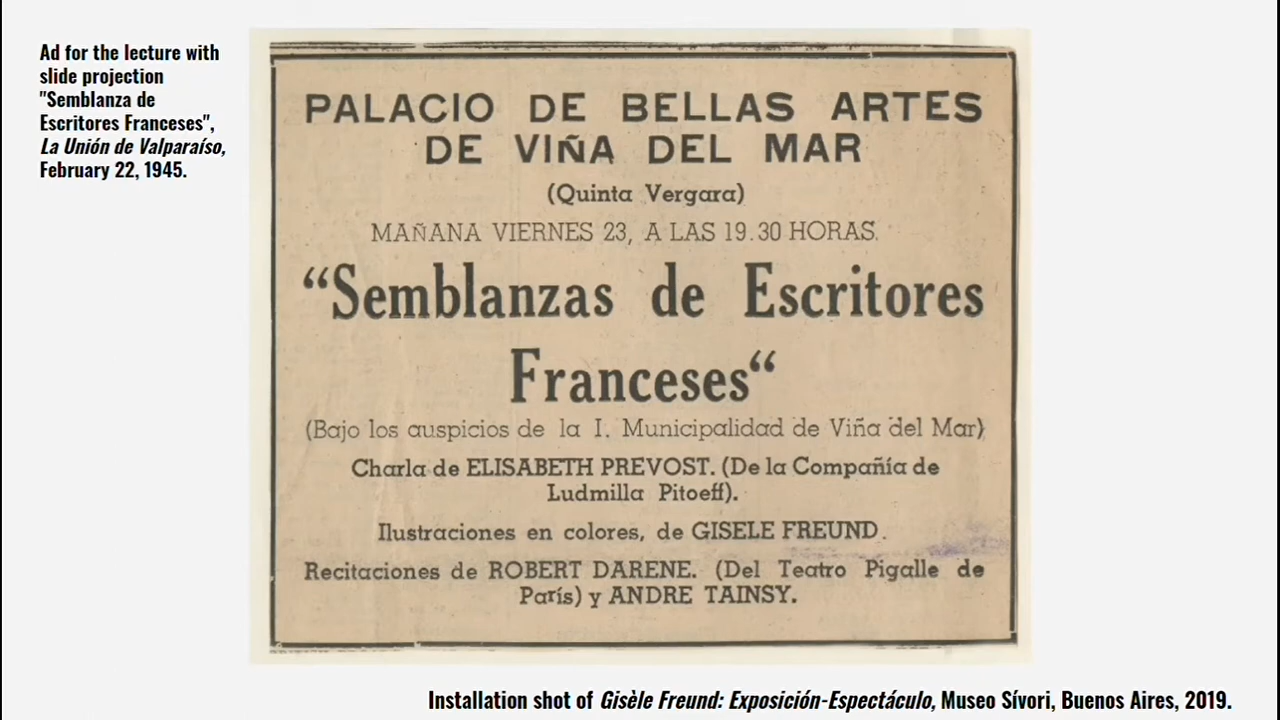 Ad for the lecture with
slide projection
"Semblanza de
Escritores Franceses",
La Unión de Valparaíso,
February 22, 1945.
PALACIO DE BELLAS ARTES
DE VIÑA DEL MAR
(Quinta Vergara)
MAÑANA VIERNES 23, A LAS 19.30 HORAS.
“Semblanzas de Escritores
Franceses“
(Bajo los auspicios de la I. Municipalidad de Viña del Mar)
Charla de ELISABETH PREVOST. (De la Compañía de
Ludmilla Pitoeff).
Ilustraciones en colores, de GISELE FREUND.
Recitaciones de ROBERT DARENE. (Del Teatro Pigalle de
París) y ANDRE TAINSY.
Installation shot of Gisèle Freund: Exposición-Espectáculo, Museo Sívori, Buenos Aires, 2019.